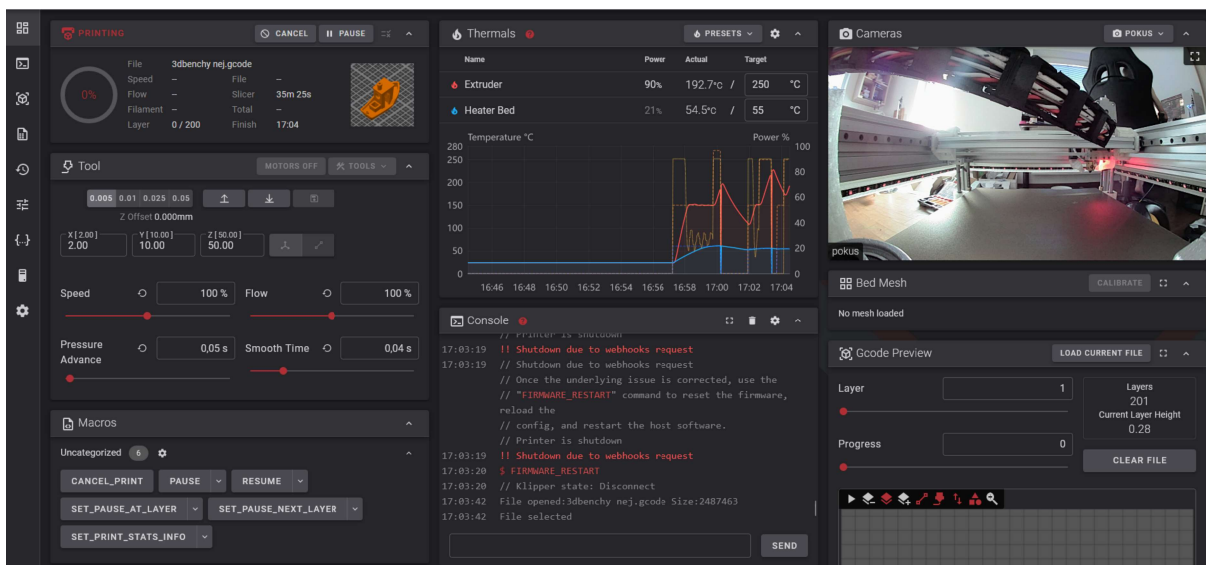 PRINTING
CANCEL
PAUSE
0%
File 3dbenchy nej.gcode
Speed – File –
Flow – Slicer 35m 25s
Filament – Total –
Layer 0 / 200 Finish 17:04
Tool
MOTORS OFF
TOOLS
0.005 0.01 0.025 0.05
Z Offset 0.000mm
X [ 2.00 ] Y [ 10.00 ] Z [ 50.00 ]
2.00 10.00 50.00
Speed 100 % Flow 100 %
Pressure Advance 0,05 s Smooth Time 0,04 s
Macros
Uncategorized 6
CANCEL_PRINT PAUSE RESUME
SET_PAUSE_AT_LAYER SET_PAUSE_NEXT_LAYER
SET_PRINT_STATS_INFO
Thermals
PRESETS
Name Power Actual Target
Extruder 90% 192.7°C / 250 °C
Heater Bed 21% 54.5°C / 55 °C
Temperature °C Power %
280
250
200
150
100
50
0
100
80
60
40
20
0
16:46 16:48 16:50 16:52 16:54 16:56 16:58 17:00 17:02 17:04
Console
// Printer is shutdown
17:03:19 !! Shutdown due to webhooks request
17:03:19 // Shutdown due to webhooks request
// Once the underlying issue is corrected, use the
// "FIRMWARE_RESTART" command to reset the firmware,
reload the
// config, and restart the host software.
// Printer is shutdown
17:03:19 !! Shutdown due to webhooks request
17:03:20 $ FIRMWARE_RESTART
17:03:20 // Klipper state: Disconnect
17:03:42 File opened:3dbenchy nej.gcode Size:2487463
17:03:42 File selected
SEND
Cameras
POKUS
pokus
Bed Mesh
CALIBRATE
No mesh loaded
Gcode Preview
LOAD CURRENT FILE
Layer 1
Layers
201
Current Layer Height
0.28
Progress 0
CLEAR FILE